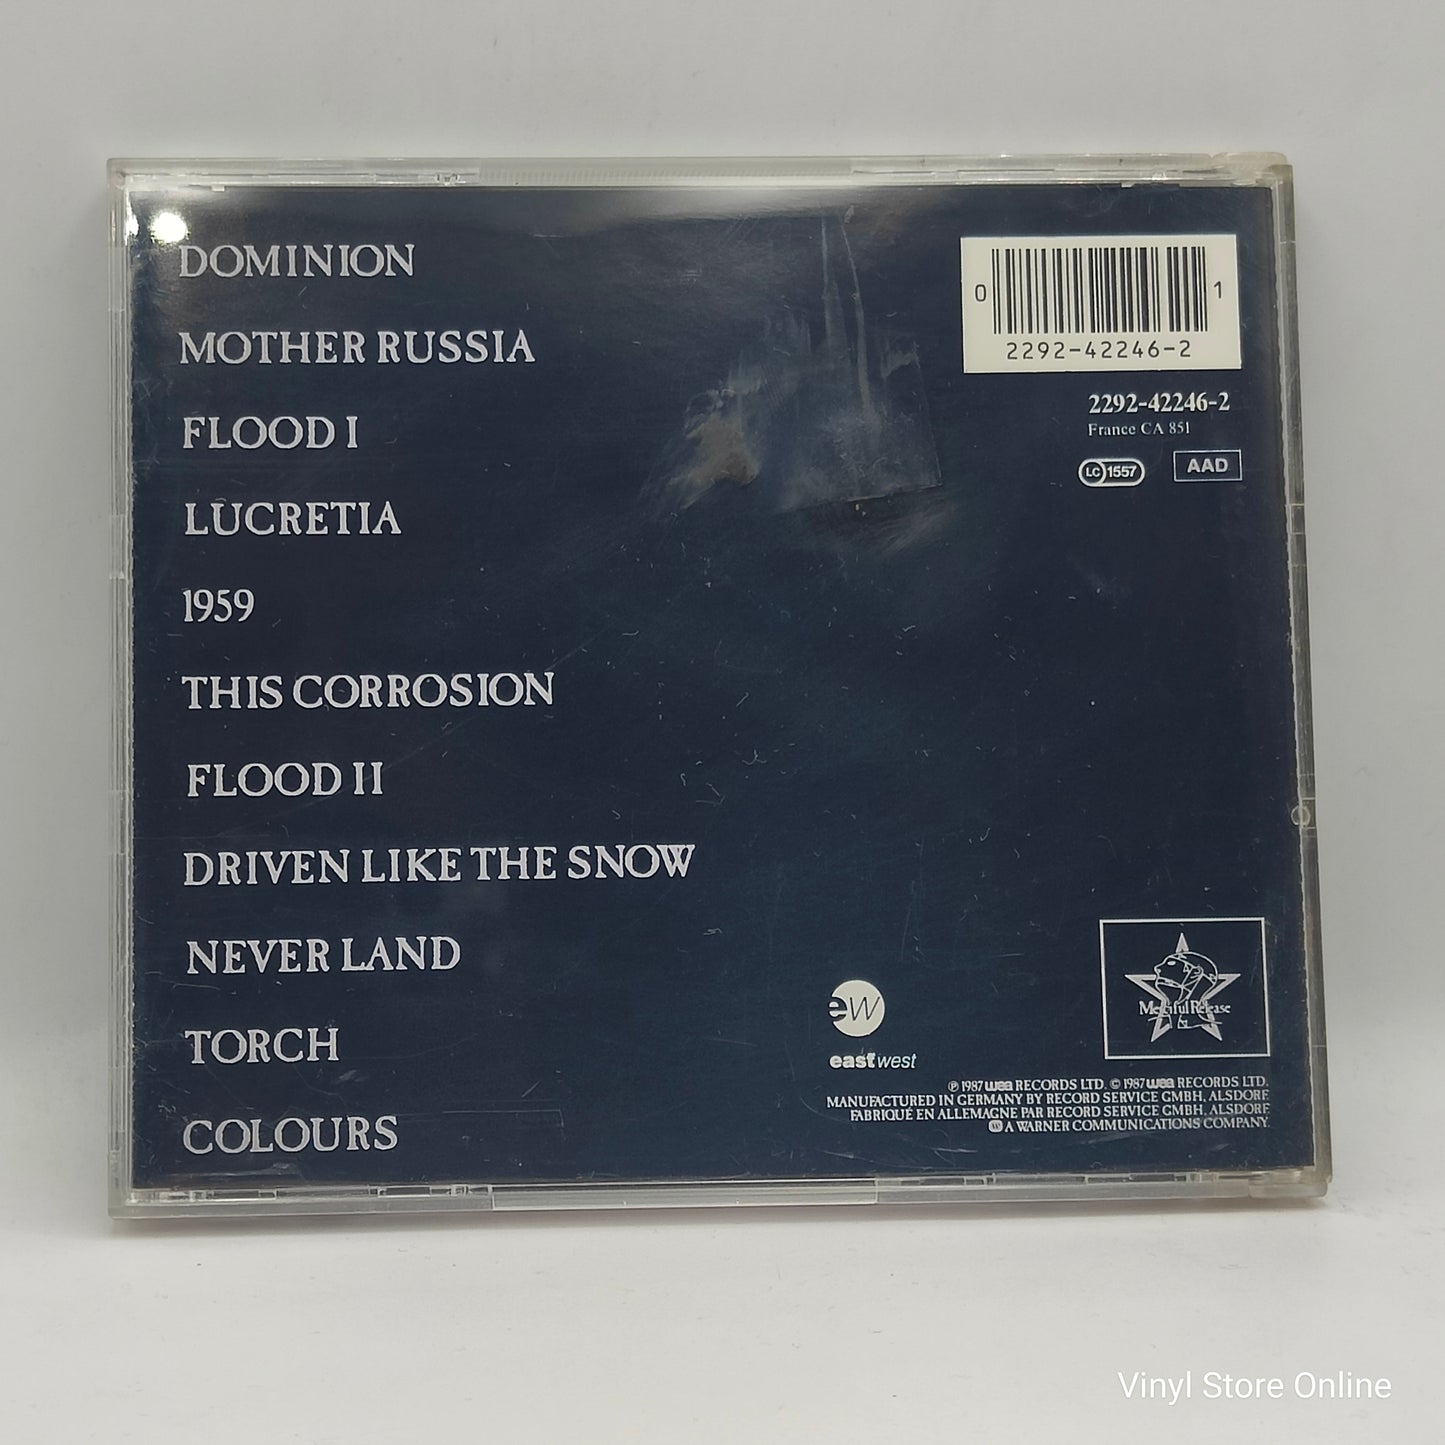 DOMINION
MOTHER RUSSIA
FLOOD I
LUCRETIA
1959
THIS CORROSION
FLOOD II
DRIVEN LIKE THE SNOW
NEVER LAND
TORCH
COLOURS
0 1
2292-42246-2
2292-42246-2
France CA 851
LC 1557
AAD
ew
eastwest
Merciful Release
℗ 1987 wea RECORDS LTD. © 1987 wea RECORDS LTD.
MANUFACTURED IN GERMANY BY RECORD SERVICE GMBH, ALSDORF
FABRIQUÉ EN ALLEMAGNE PAR RECORD SERVICE GMBH, ALSDORF
A WARNER COMMUNICATIONS COMPANY.
Vinyl Store Online